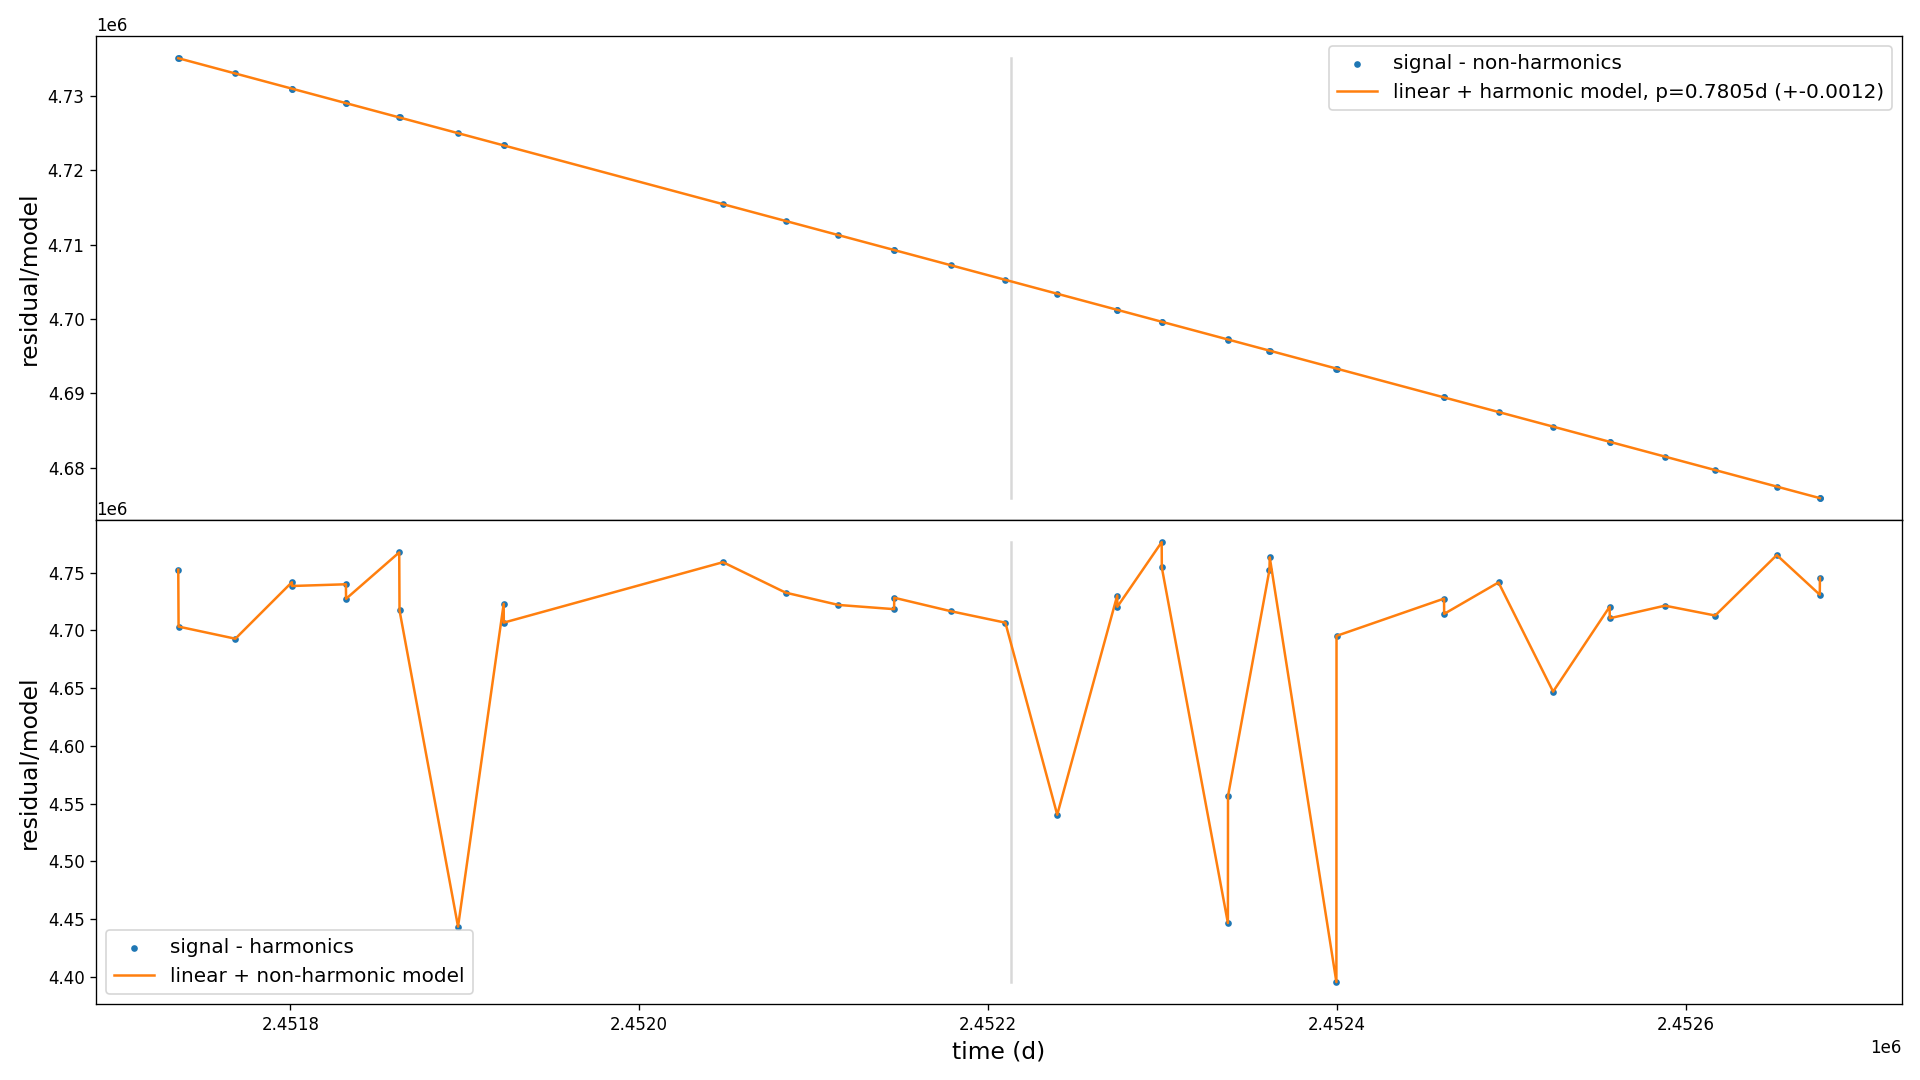 1e6
signal - non-harmonics
linear + harmonic model, p=0.7805d (+-0.0012)
4.73
4.72
4.71
4.70
4.69
4.68
residual/model
1e6
4.75
4.70
4.65
4.60
4.55
4.50
4.45
4.40
residual/model
signal - harmonics
linear + non-harmonic model
2.4518
2.4520
2.4522
2.4524
2.4526
time (d)
1e6